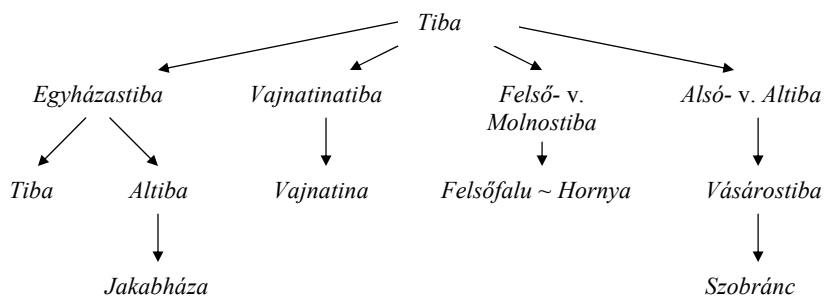 Tiba
Egyházastiba Vajnatinatiba Felső- v. Alsó- v. Altiba
Molnostiba
Tiba Altiba Vajnatina Felsőfalu ~ Hornya Vásárostiba
Jakabháza Szobránc